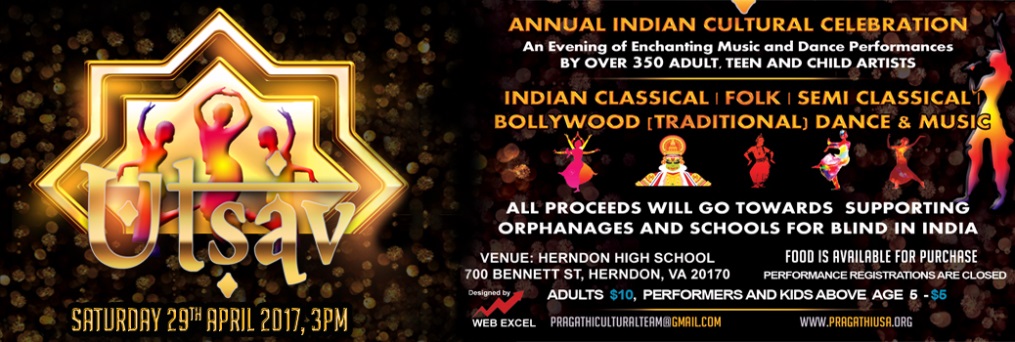 Utsav
SATURDAY 29TH APRIL 2017, 3PM
ANNUAL INDIAN CULTURAL CELEBRATION
An Evening of Enchanting Music and Dance Performances
BY OVER 350 ADULT, TEEN AND CHILD ARTISTS
INDIAN CLASSICAL | FOLK | SEMI CLASSICAL |
BOLLYWOOD [TRADITIONAL] DANCE & MUSIC
ALL PROCEEDS WILL GO TOWARDS SUPPORTING
ORPHANAGES AND SCHOOLS FOR BLIND IN INDIA
VENUE: HERNDON HIGH SCHOOL
700 BENNETT ST, HERNDON, VA 20170
FOOD IS AVAILABLE FOR PURCHASE
PERFORMANCE REGISTRATIONS ARE CLOSED
Designed by
WEB EXCEL
ADULTS $10, PERFORMERS AND KIDS ABOVE AGE 5 - $5
PRAGATHICULTURALTEAM@GMAIL.COM
WWW.PRAGATHIUSA.ORG